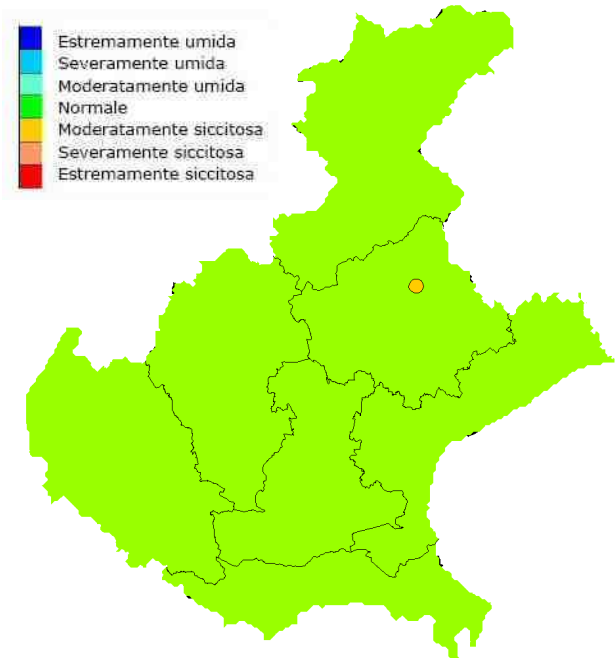 Estremamente umida
Severamente umida
Moderatamente umida
Normale
Moderatamente siccitosa
Severamente siccitosa
Estremamente siccitosa